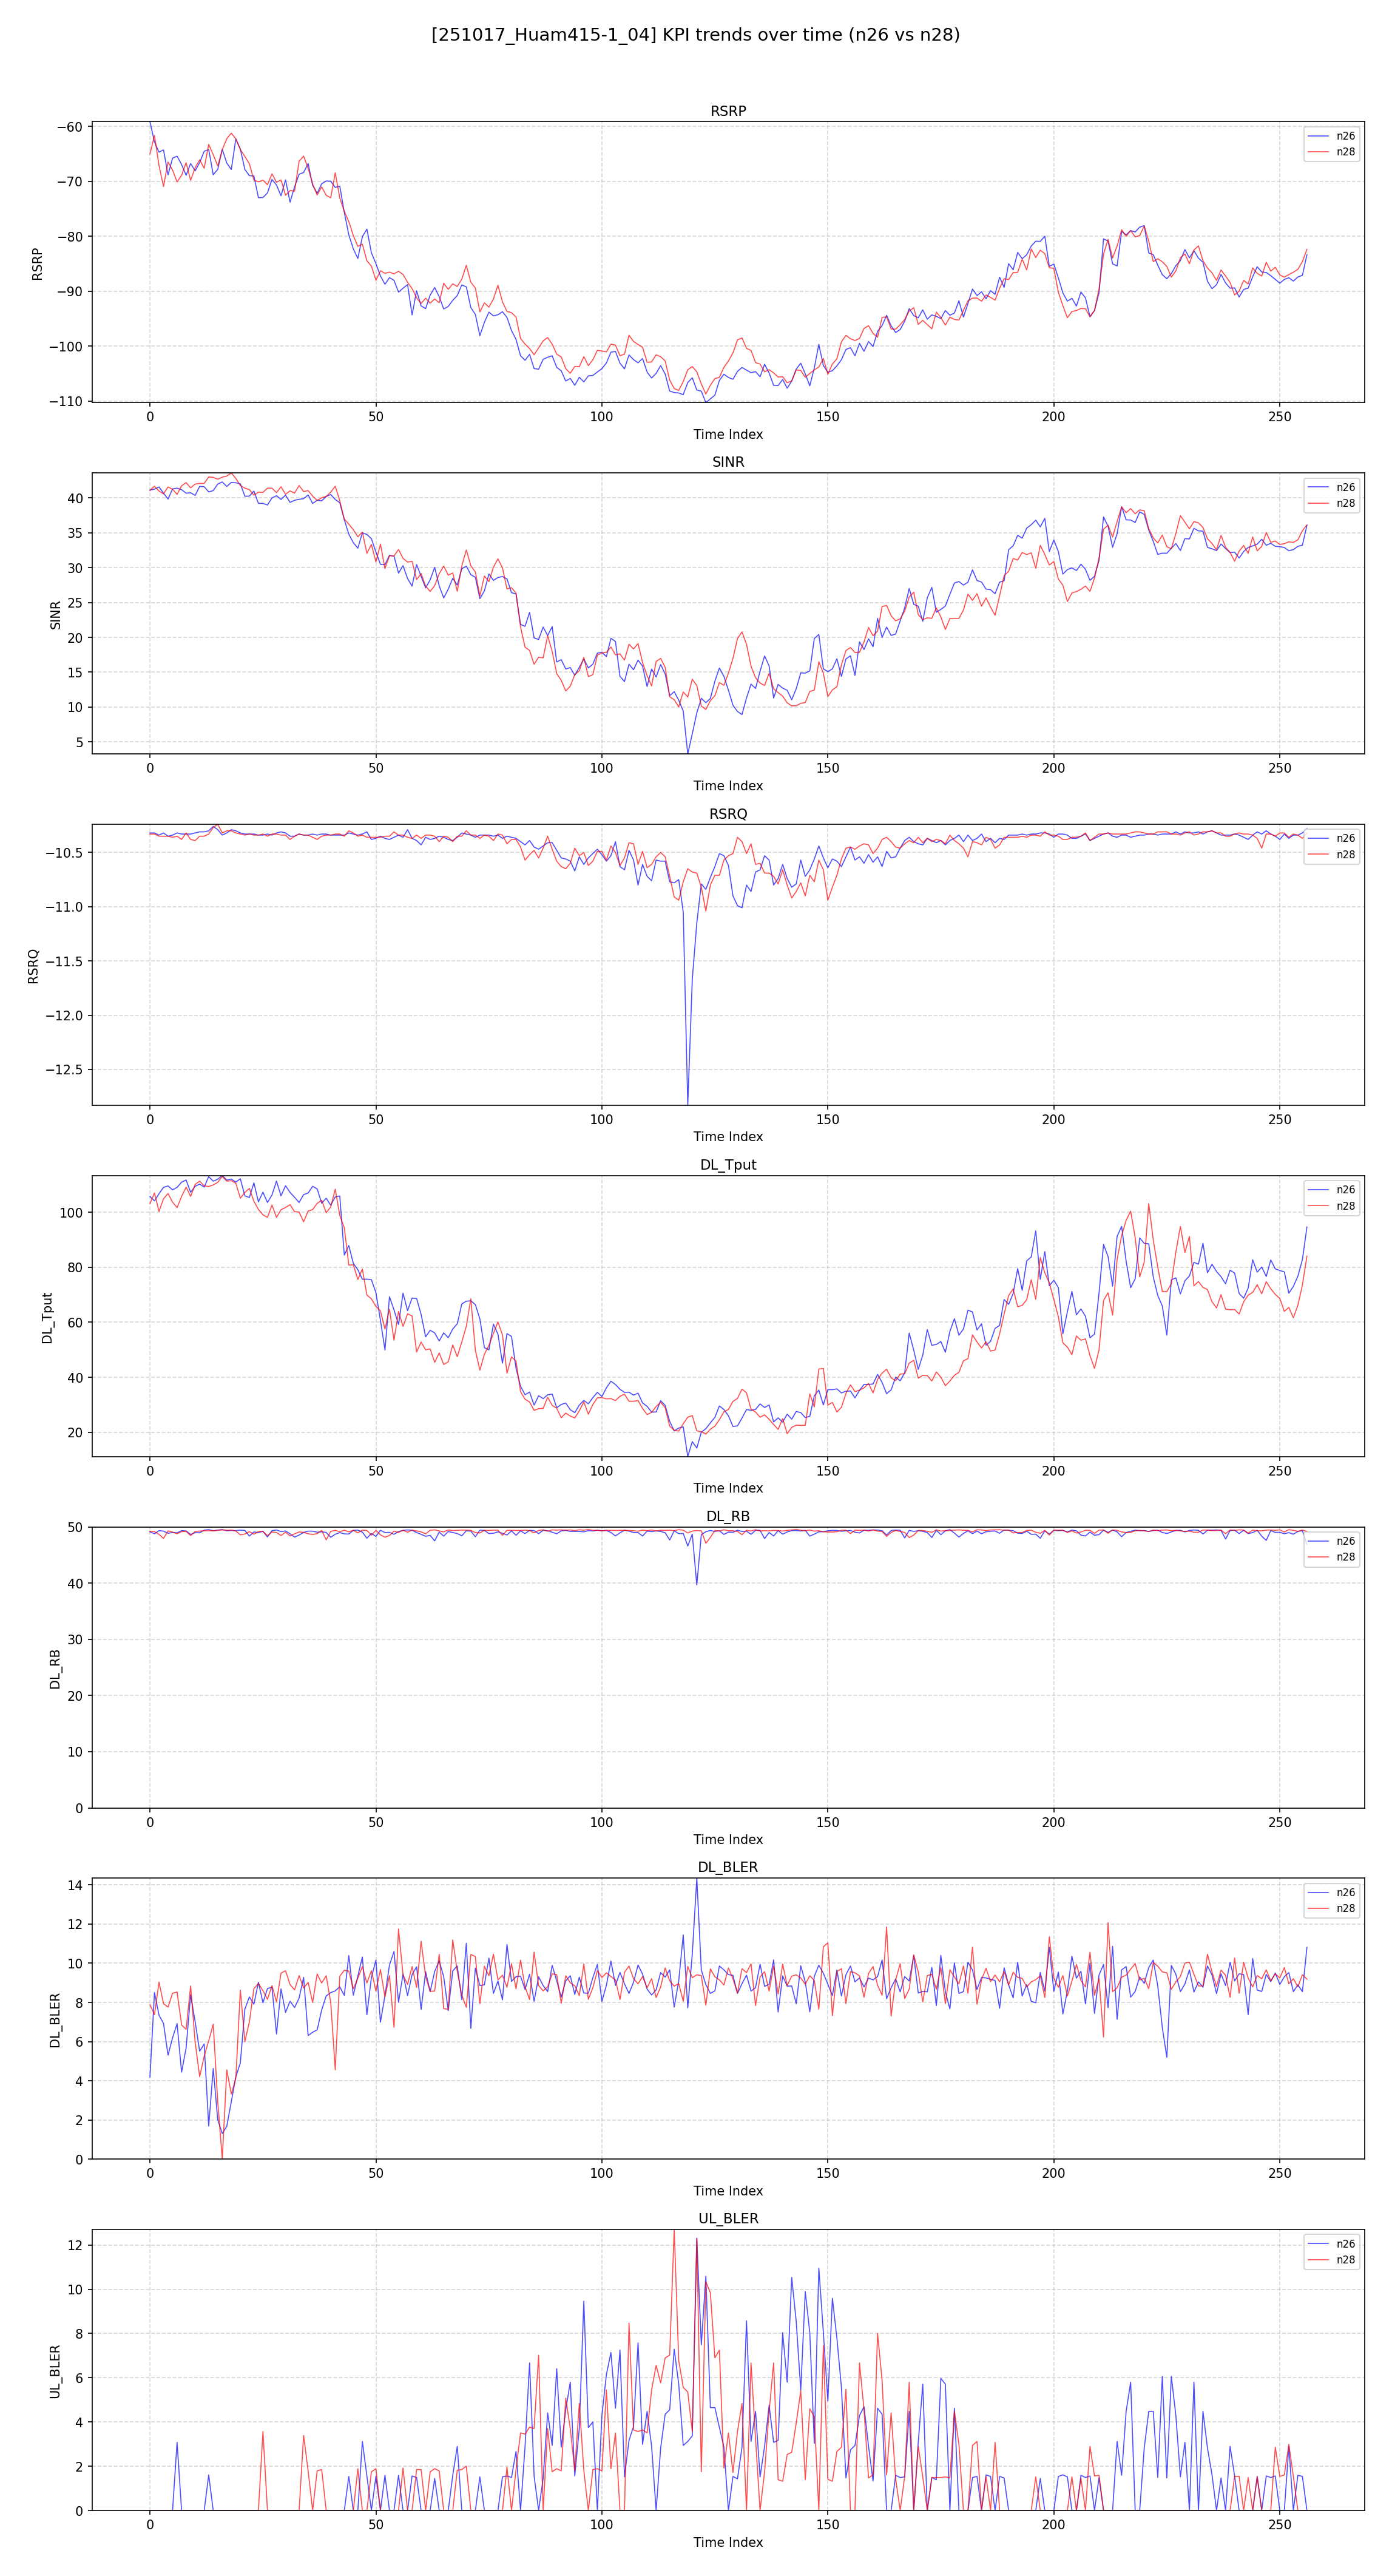 [251017_Huam415-1_04] KPI trends over time (n26 vs n28)
RSRP
n26
n28
−60
−70
−80
−90
−100
−110
RSRP
0 50 100 150 200 250
Time Index
SINR
n26
n28
40
35
30
25
20
15
10
5
SINR
0 50 100 150 200 250
Time Index
RSRQ
n26
n28
−10.5
−11.0
−11.5
−12.0
−12.5
RSRQ
0 50 100 150 200 250
Time Index
DL_Tput
n26
n28
100
80
60
40
20
DL_Tput
0 50 100 150 200 250
Time Index
DL_RB
n26
n28
50
40
30
20
10
0
DL_RB
0 50 100 150 200 250
Time Index
DL_BLER
n26
n28
14
12
10
8
6
4
2
0
DL_BLER
0 50 100 150 200 250
Time Index
UL_BLER
n26
n28
12
10
8
6
4
2
0
UL_BLER
0 50 100 150 200 250
Time Index